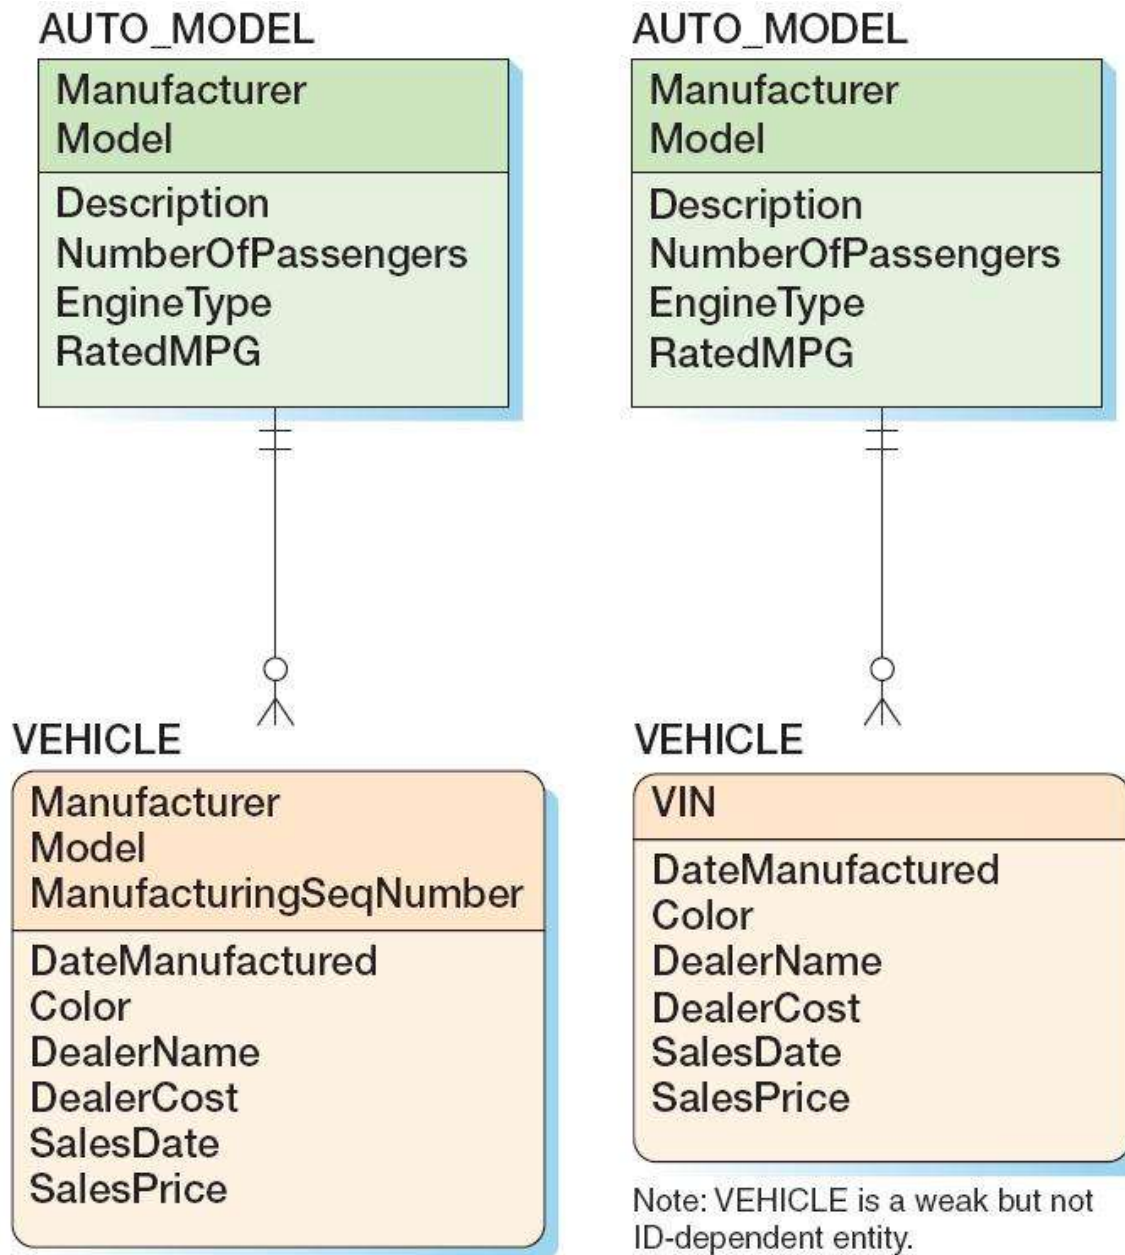 AUTO_MODEL
Manufacturer
Model
Description
NumberOfPassengers
EngineType
RatedMPG
VEHICLE
Manufacturer
Model
ManufacturingSeqNumber
DateManufactured
Color
DealerName
DealerCost
SalesDate
SalesPrice
AUTO_MODEL
Manufacturer
Model
Description
NumberOfPassengers
EngineType
RatedMPG
VEHICLE
VIN
DateManufactured
Color
DealerName
DealerCost
SalesDate
SalesPrice
Note: VEHICLE is a weak but not
ID-dependent entity.